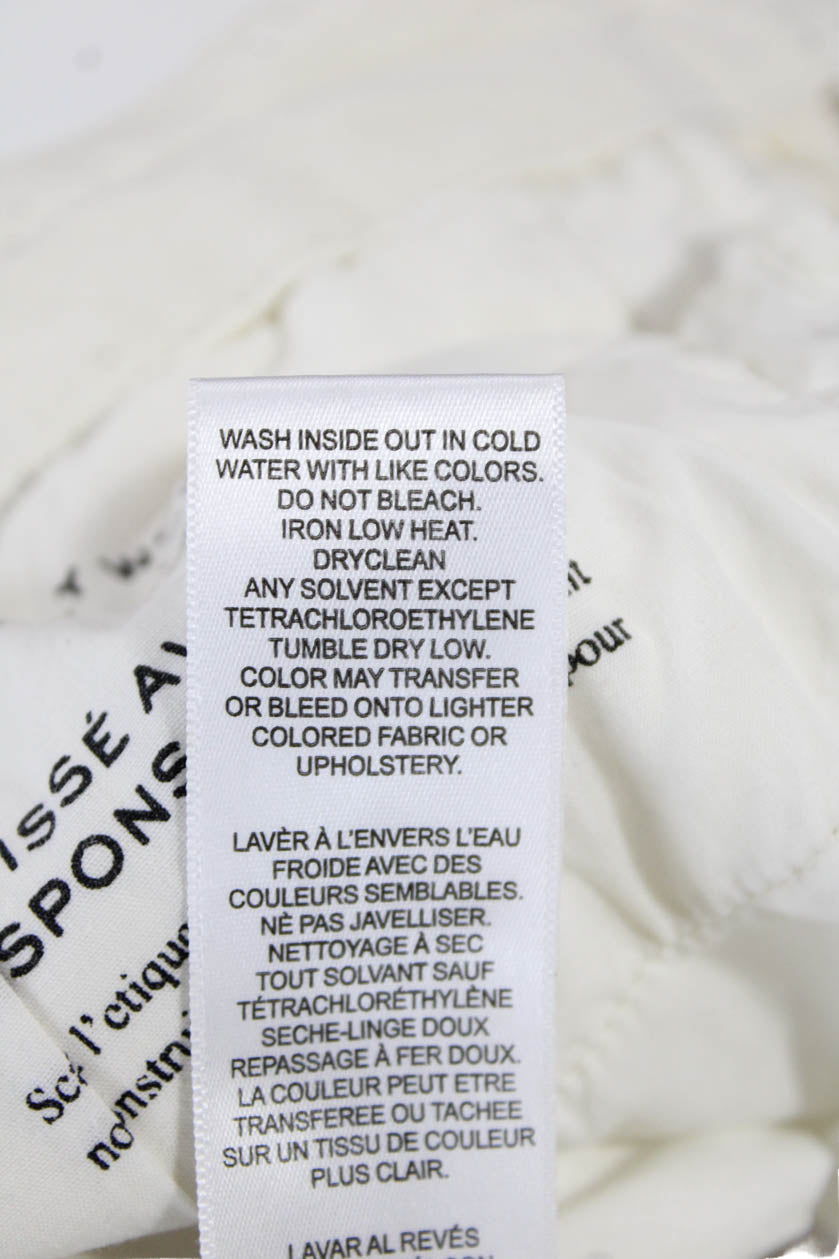 WASH INSIDE OUT IN COLD
WATER WITH LIKE COLORS.
DO NOT BLEACH.
IRON LOW HEAT.
DRYCLEAN
ANY SOLVENT EXCEPT
TETRACHLOROETHYLENE
TUMBLE DRY LOW.
COLOR MAY TRANSFER
OR BLEED ONTO LIGHTER
COLORED FABRIC OR
UPHOLSTERY.
LAVÈR À L'ENVERS L'EAU
FROIDE AVEC DES
COULEURS SEMBLABLES.
NÈ PAS JAVELLISER.
NETTOYAGE À SEC
TOUT SOLVANT SAUF
TÉTRACHLORÉTHYLÈNE
SECHE-LINGE DOUX
REPASSAGE À FER DOUX.
LA COULEUR PEUT ETRE
TRANSFEREE OU TACHEE
SUR UN TISSU DE COULEUR
PLUS CLAIR.
LAVAR AL REVÉS
ISSÉ
SPONS
pour